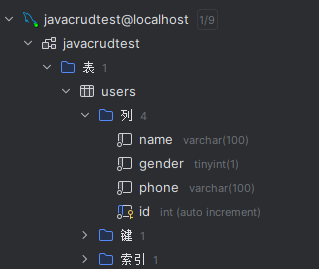 javacrudtest@localhost 1/9
javacrudtest
表 1
users
列 4
name varchar(100)
gender tinyint(1)
phone varchar(100)
id int (auto increment)
键 1
索引 1